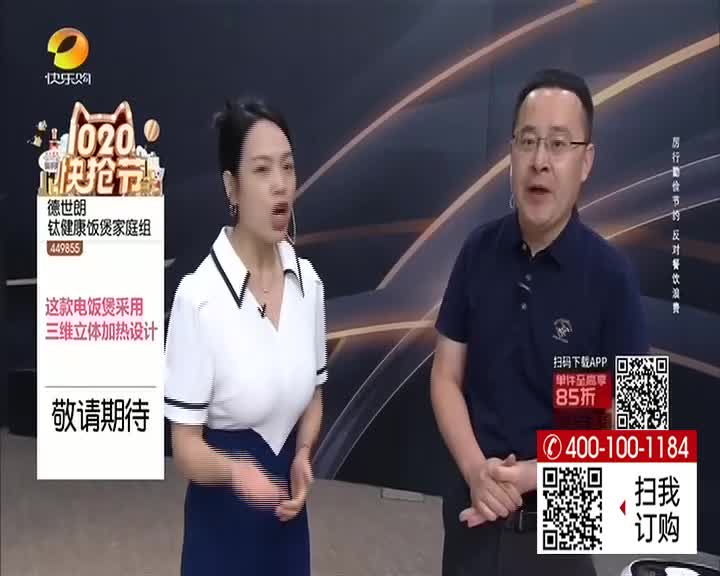 快乐购
1020
快抢节
德世朗
钛健康饭煲家庭组
449855
这款电饭煲采用
三维立体加热设计
敬请期待
厉行勤俭节约 反对餐饮浪费
扫码下载APP
单件至高享
85折
400-100-1184
扫我
订购